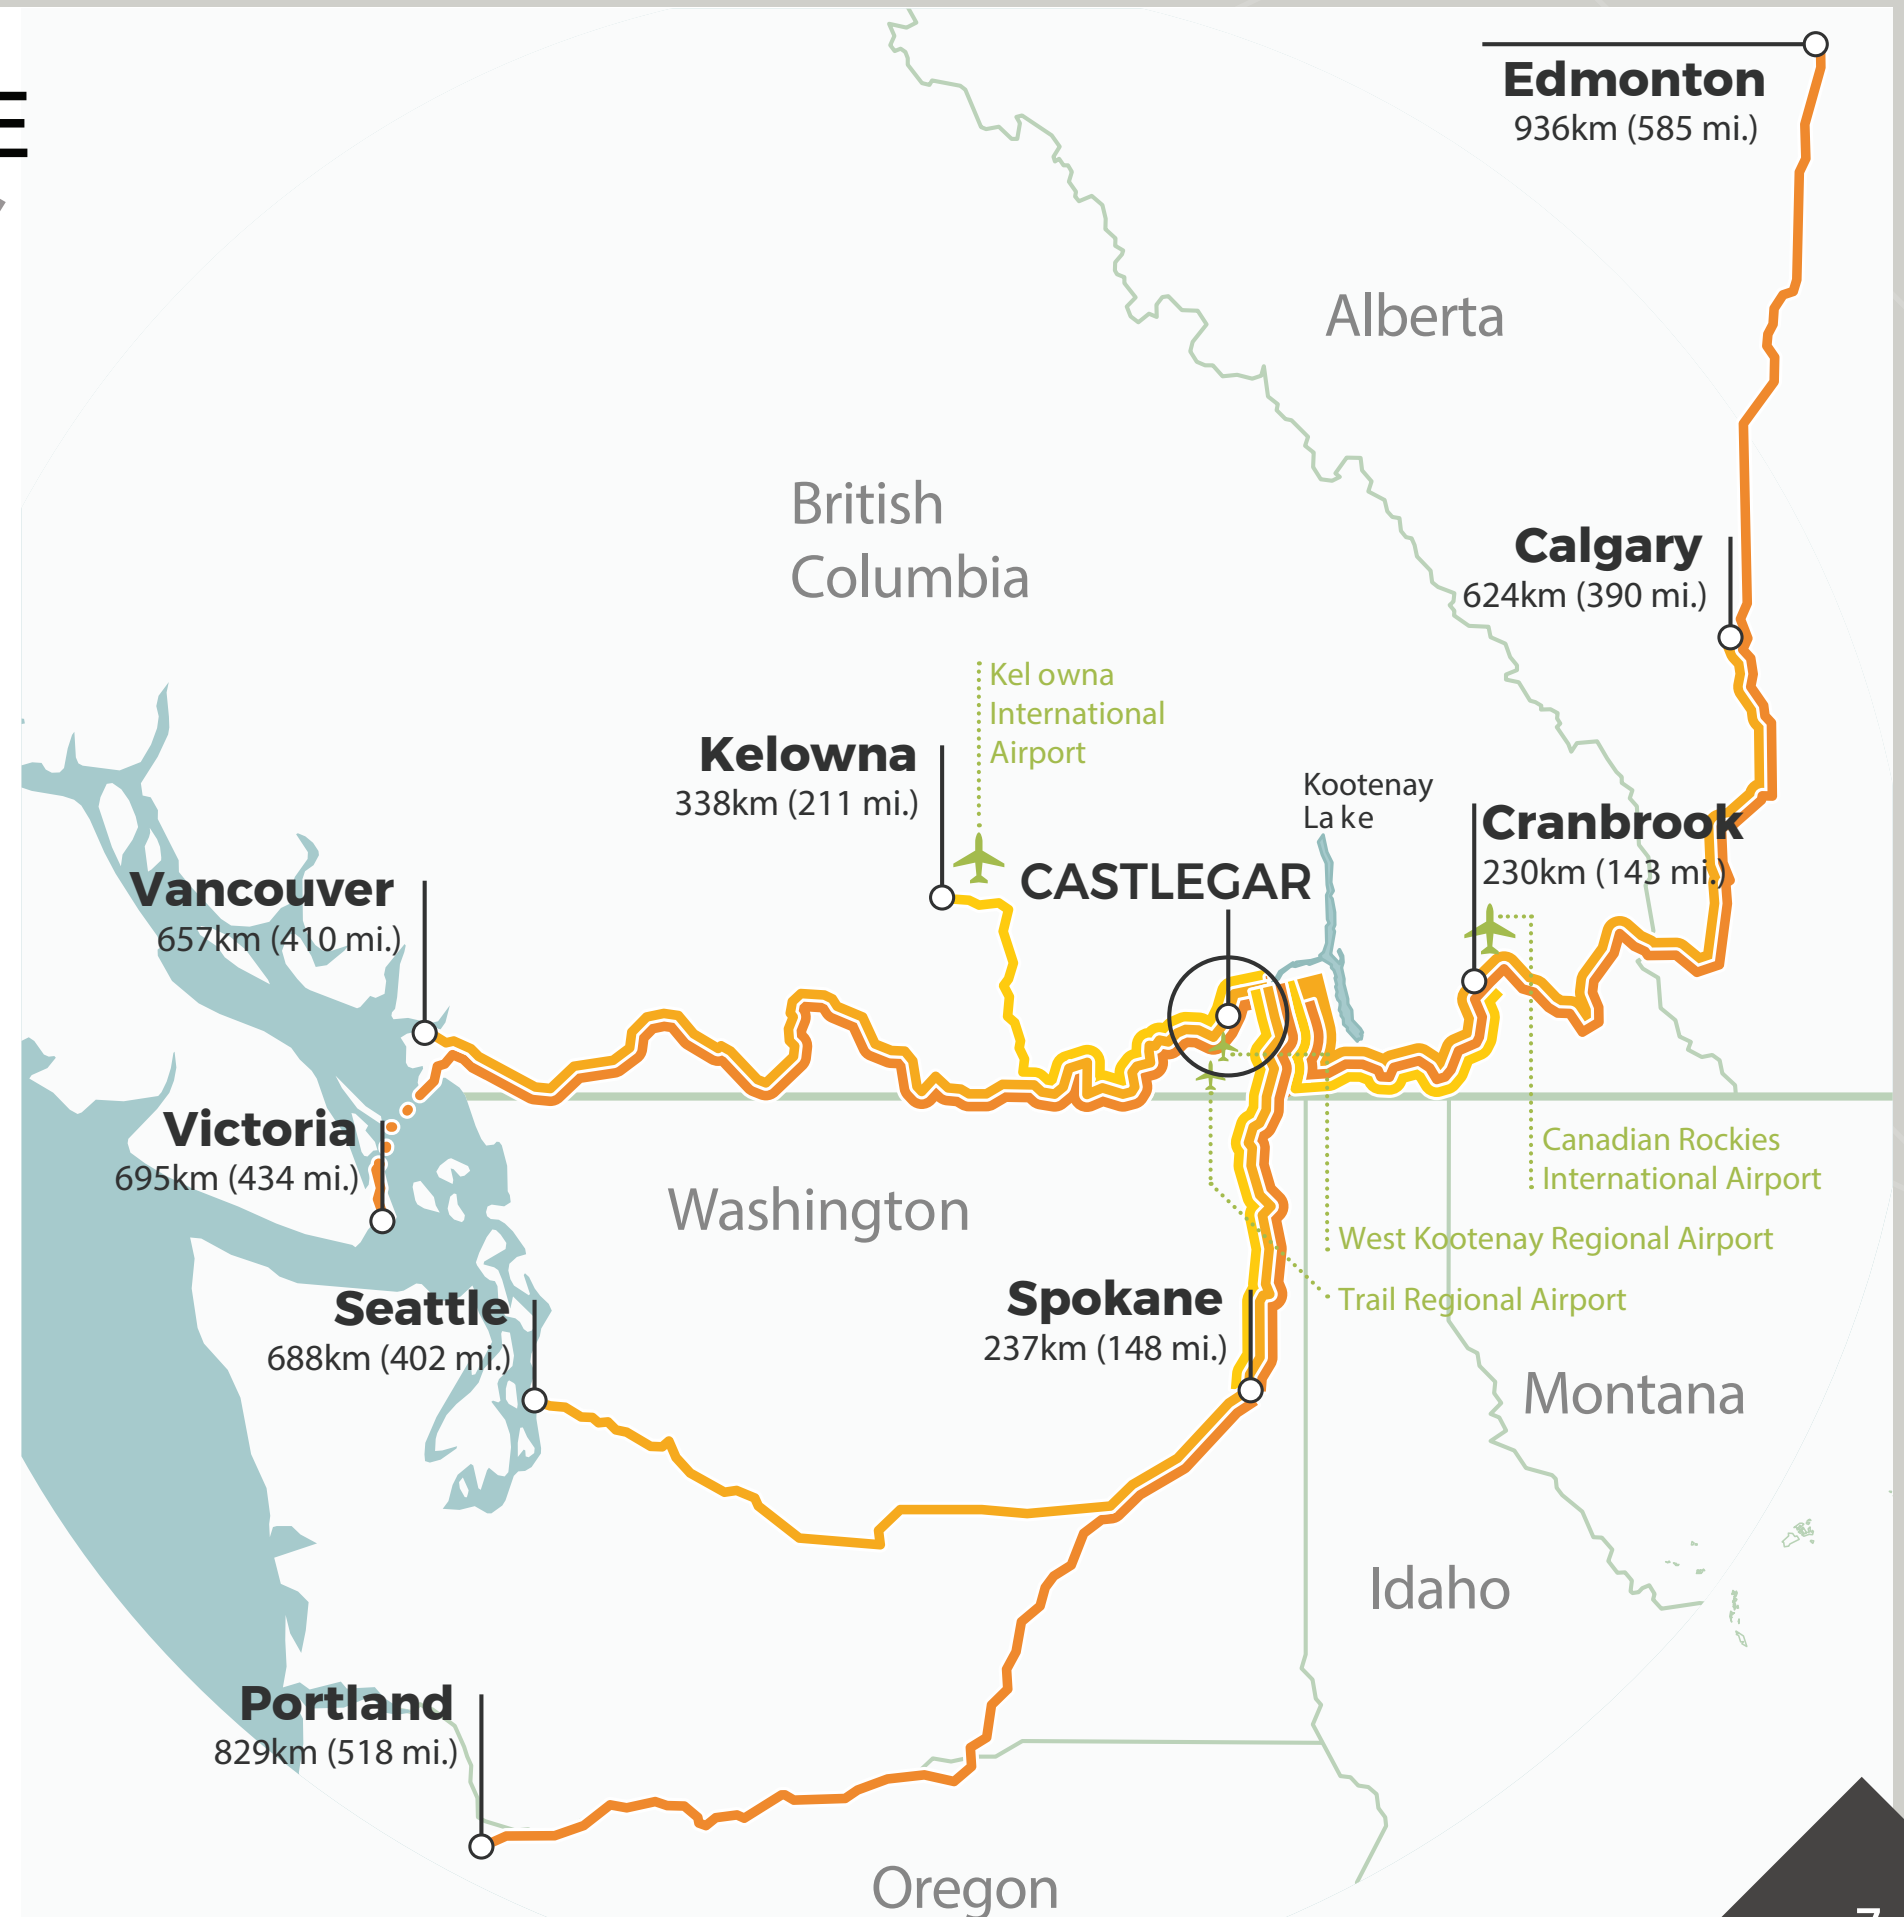 E
Edmonton
936km (585 mi.)
Alberta
British
Columbia
Calgary
624km (390 mi.)
Kel owna
International
Airport
Kelowna
338km (211 mi.)
Kootenay
La ke
Cranbrook
230km (143 mi.)
CASTLEGAR
Vancouver
657km (410 mi.)
Victoria
695km (434 mi.)
Canadian Rockies
International Airport
Washington
West Kootenay Regional Airport
Trail Regional Airport
Spokane
237km (148 mi.)
Seattle
688km (402 mi.)
Montana
Idaho
Portland
829km (518 mi.)
Oregon